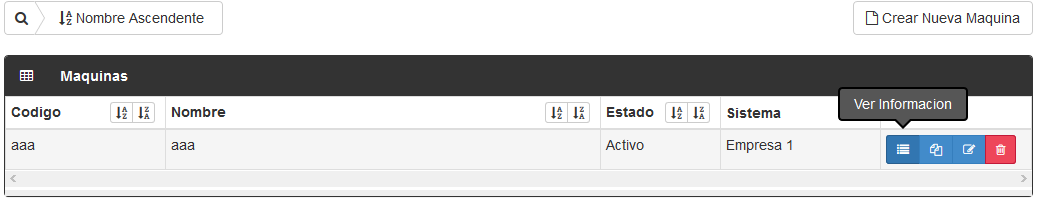 Nombre Ascendente
Crear Nueva Maquina
Maquinas
Ver Informacion
Codigo Nombre Estado Sistema
aaa aaa Activo Empresa 1